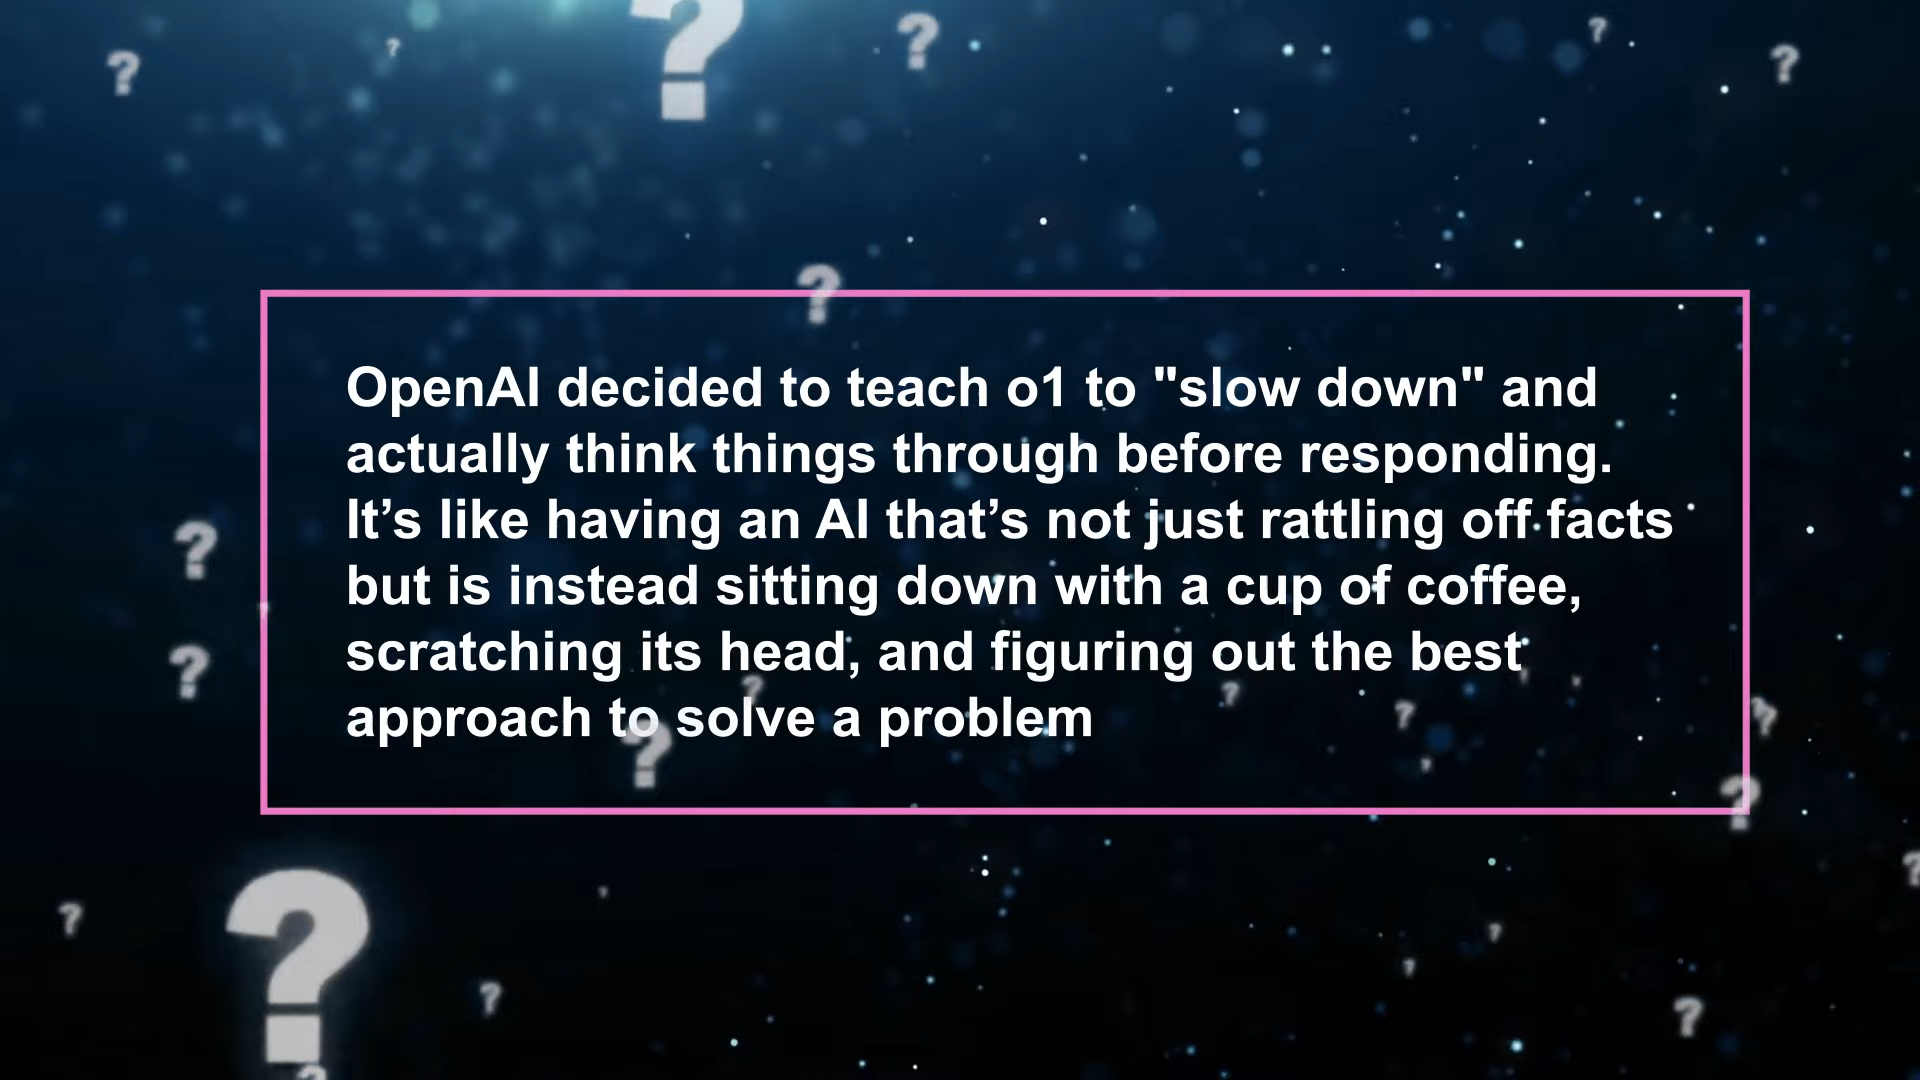 OpenAI decided to teach o1 to "slow down" and
actually think things through before responding.
It’s like having an AI that’s not just rattling off facts
but is instead sitting down with a cup of coffee,
scratching its head, and figuring out the best
approach to solve a problem